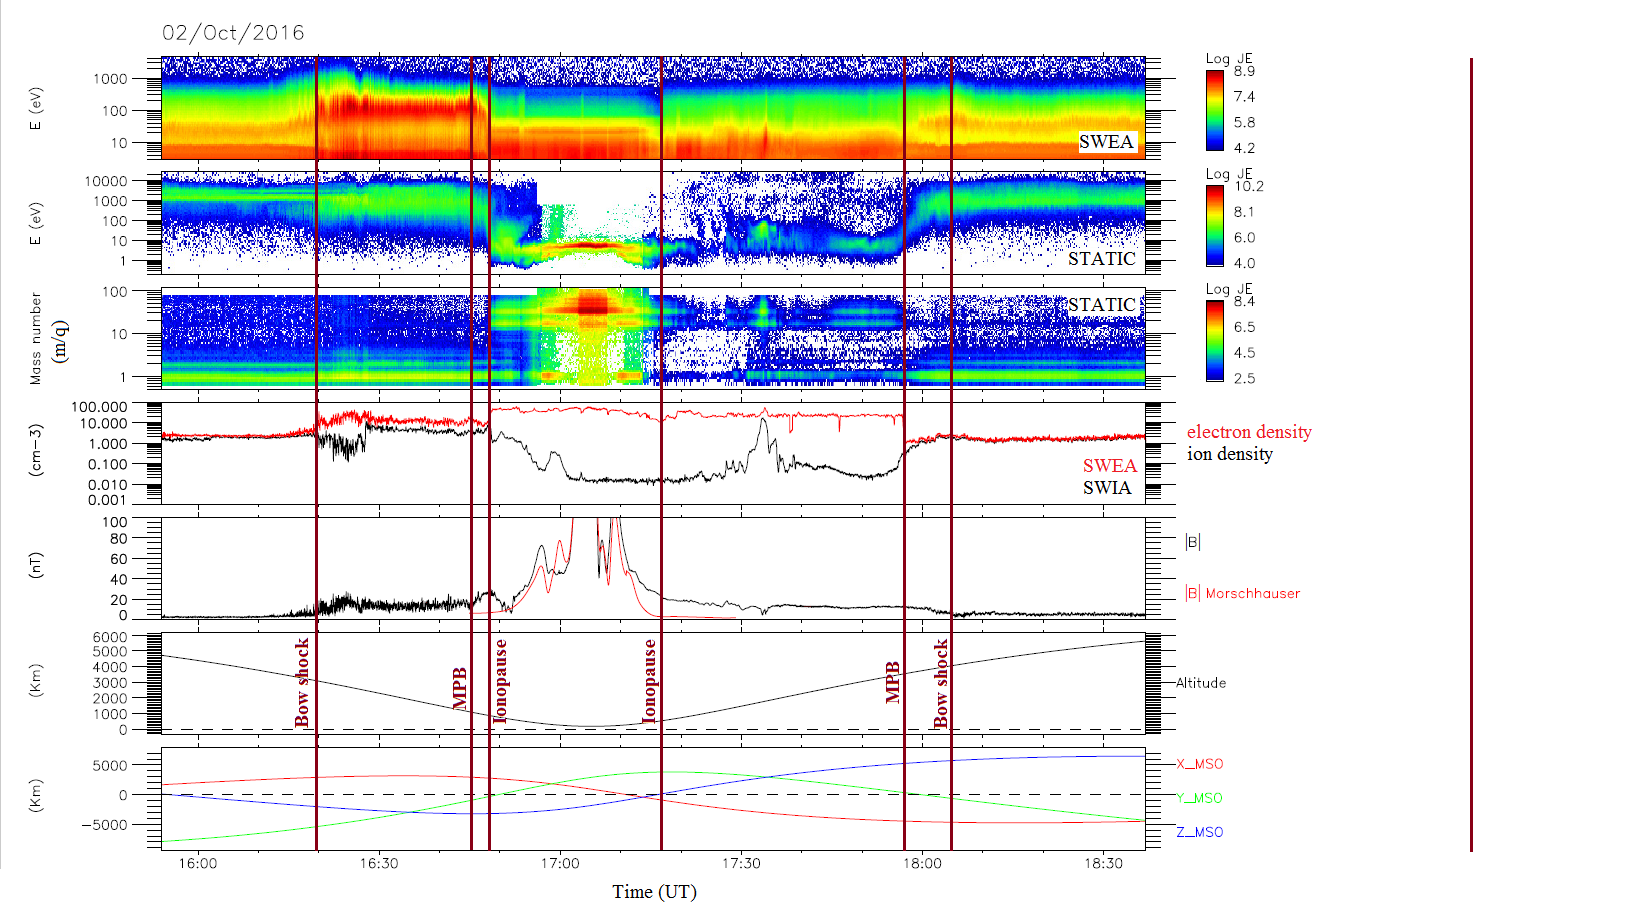 02/Oct/2016
E (eV)
1000
100
10
SWEA
Log JE
8.9
7.4
5.8
4.2
E (eV)
10000
1000
100
10
1
STATIC
Log JE
10.2
8.1
6.0
4.0
Mass number
(m/q)
100
10
1
STATIC
Log JE
8.4
6.5
4.5
2.5
(cm-3)
100.000
10.000
1.000
0.100
0.010
0.001
SWEA
SWIA
electron density
ion density
(nT)
100
80
60
40
20
0
|B|
|B| Morschhauser
(Km)
6000
5000
4000
3000
2000
1000
0
Bow shock
MPB
Ionopause
Ionopause
MPB
Bow shock
Altitude
(Km)
5000
0
-5000
X_MSO
Y_MSO
Z_MSO
16:00 16:30 17:00 17:30 18:00 18:30
Time (UT)